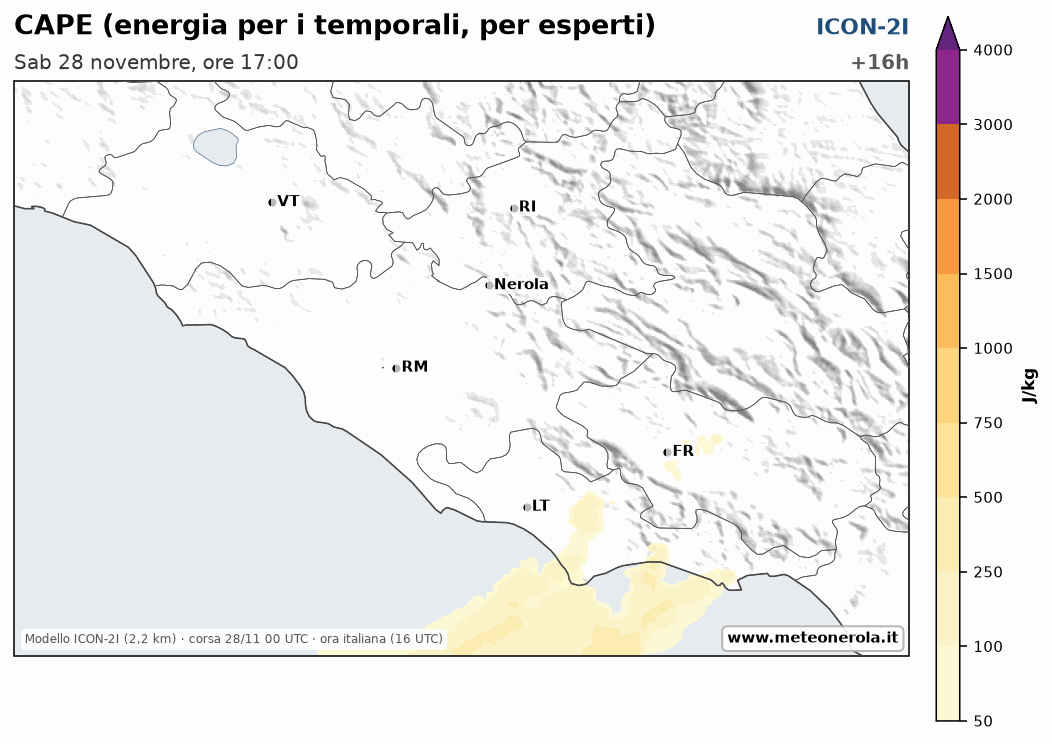 CAPE (energia per i temporali, per esperti)
ICON-2I
Sab 28 novembre, ore 17:00
+16h
4000
3000
2000
1500
1000
750
500
250
100
50
J/kg
VT
RI
Nerola
RM
FR
LT
Modello ICON-2I (2,2 km) · corsa 28/11 00 UTC · ora italiana (16 UTC)
www.meteonerola.it